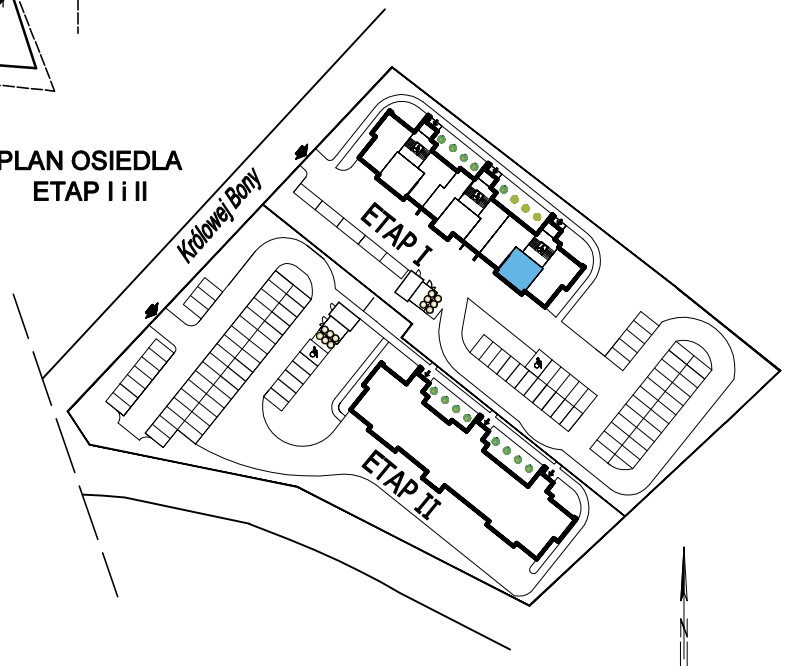 PLAN OSIEDLA
ETAP I i II
Królowej Bony
ETAP I
ETAP II
N